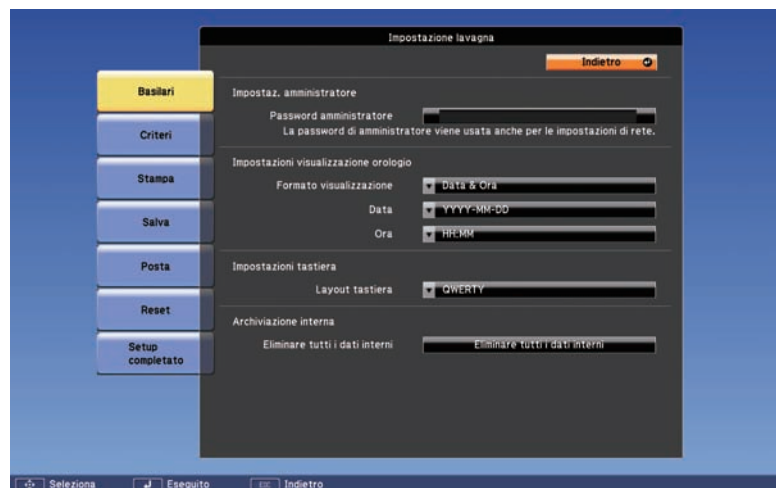 Impostazione lavagna
Indietro
Basilari
Criteri
Stampa
Salva
Posta
Reset
Setup
completato
Impostaz. amministratore
Password amministratore
La password di amministratore viene usata anche per le impostazioni di rete.
Impostazioni visualizzazione orologio
Formato visualizzazione Data & Ora
Data YYYY-MM-DD
Ora HH:MM
Impostazioni tastiera
Layout tastiera QWERTY
Archiviazione interna
Eliminare tutti i dati interni Eliminare tutti i dati interni
Seleziona Eseguito Esc Indietro